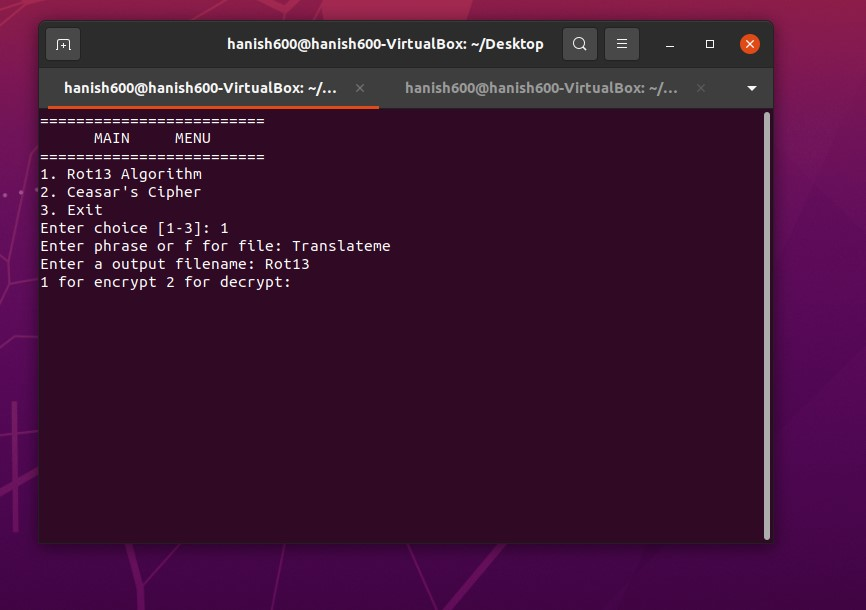 hanish600@hanish600-VirtualBox: ~/Desktop
hanish600@hanish600-VirtualBox: ~/...
hanish600@hanish600-VirtualBox: ~/...
=========================
      MAIN     MENU
=========================
1. Rot13 Algorithm
2. Ceasar's Cipher
3. Exit
Enter choice [1-3]: 1
Enter phrase or f for file: Translateme
Enter a output filename: Rot13
1 for encrypt 2 for decrypt: